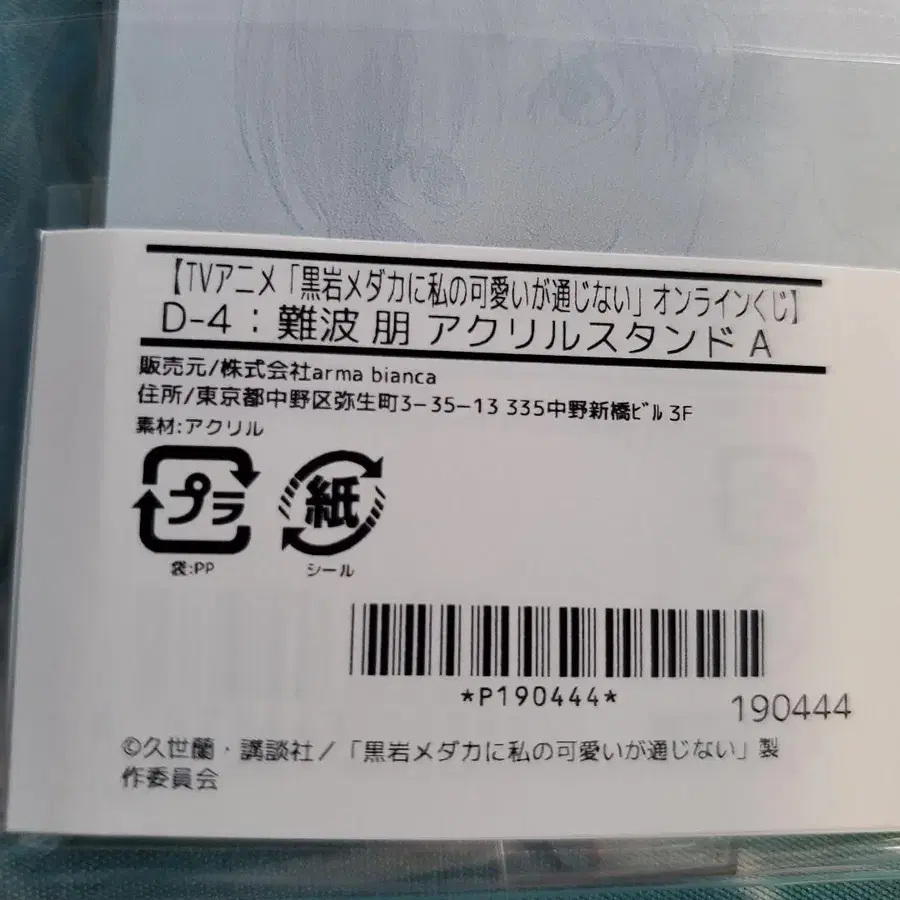 【TVアニメ「黒岩メダカに私の可愛いが通じない」オンラインくじ】
D-4：難波 朋 アクリルスタンド A
販売元/株式会社arma bianca
住所/東京都中野区弥生町3-35-13 335中野新橋ビル 3F
素材:アクリル
プラ 紙
袋:PP シール
*P190444*
190444
©久世蘭・講談社/「黒岩メダカに私の可愛いが通じない」製
作委員会